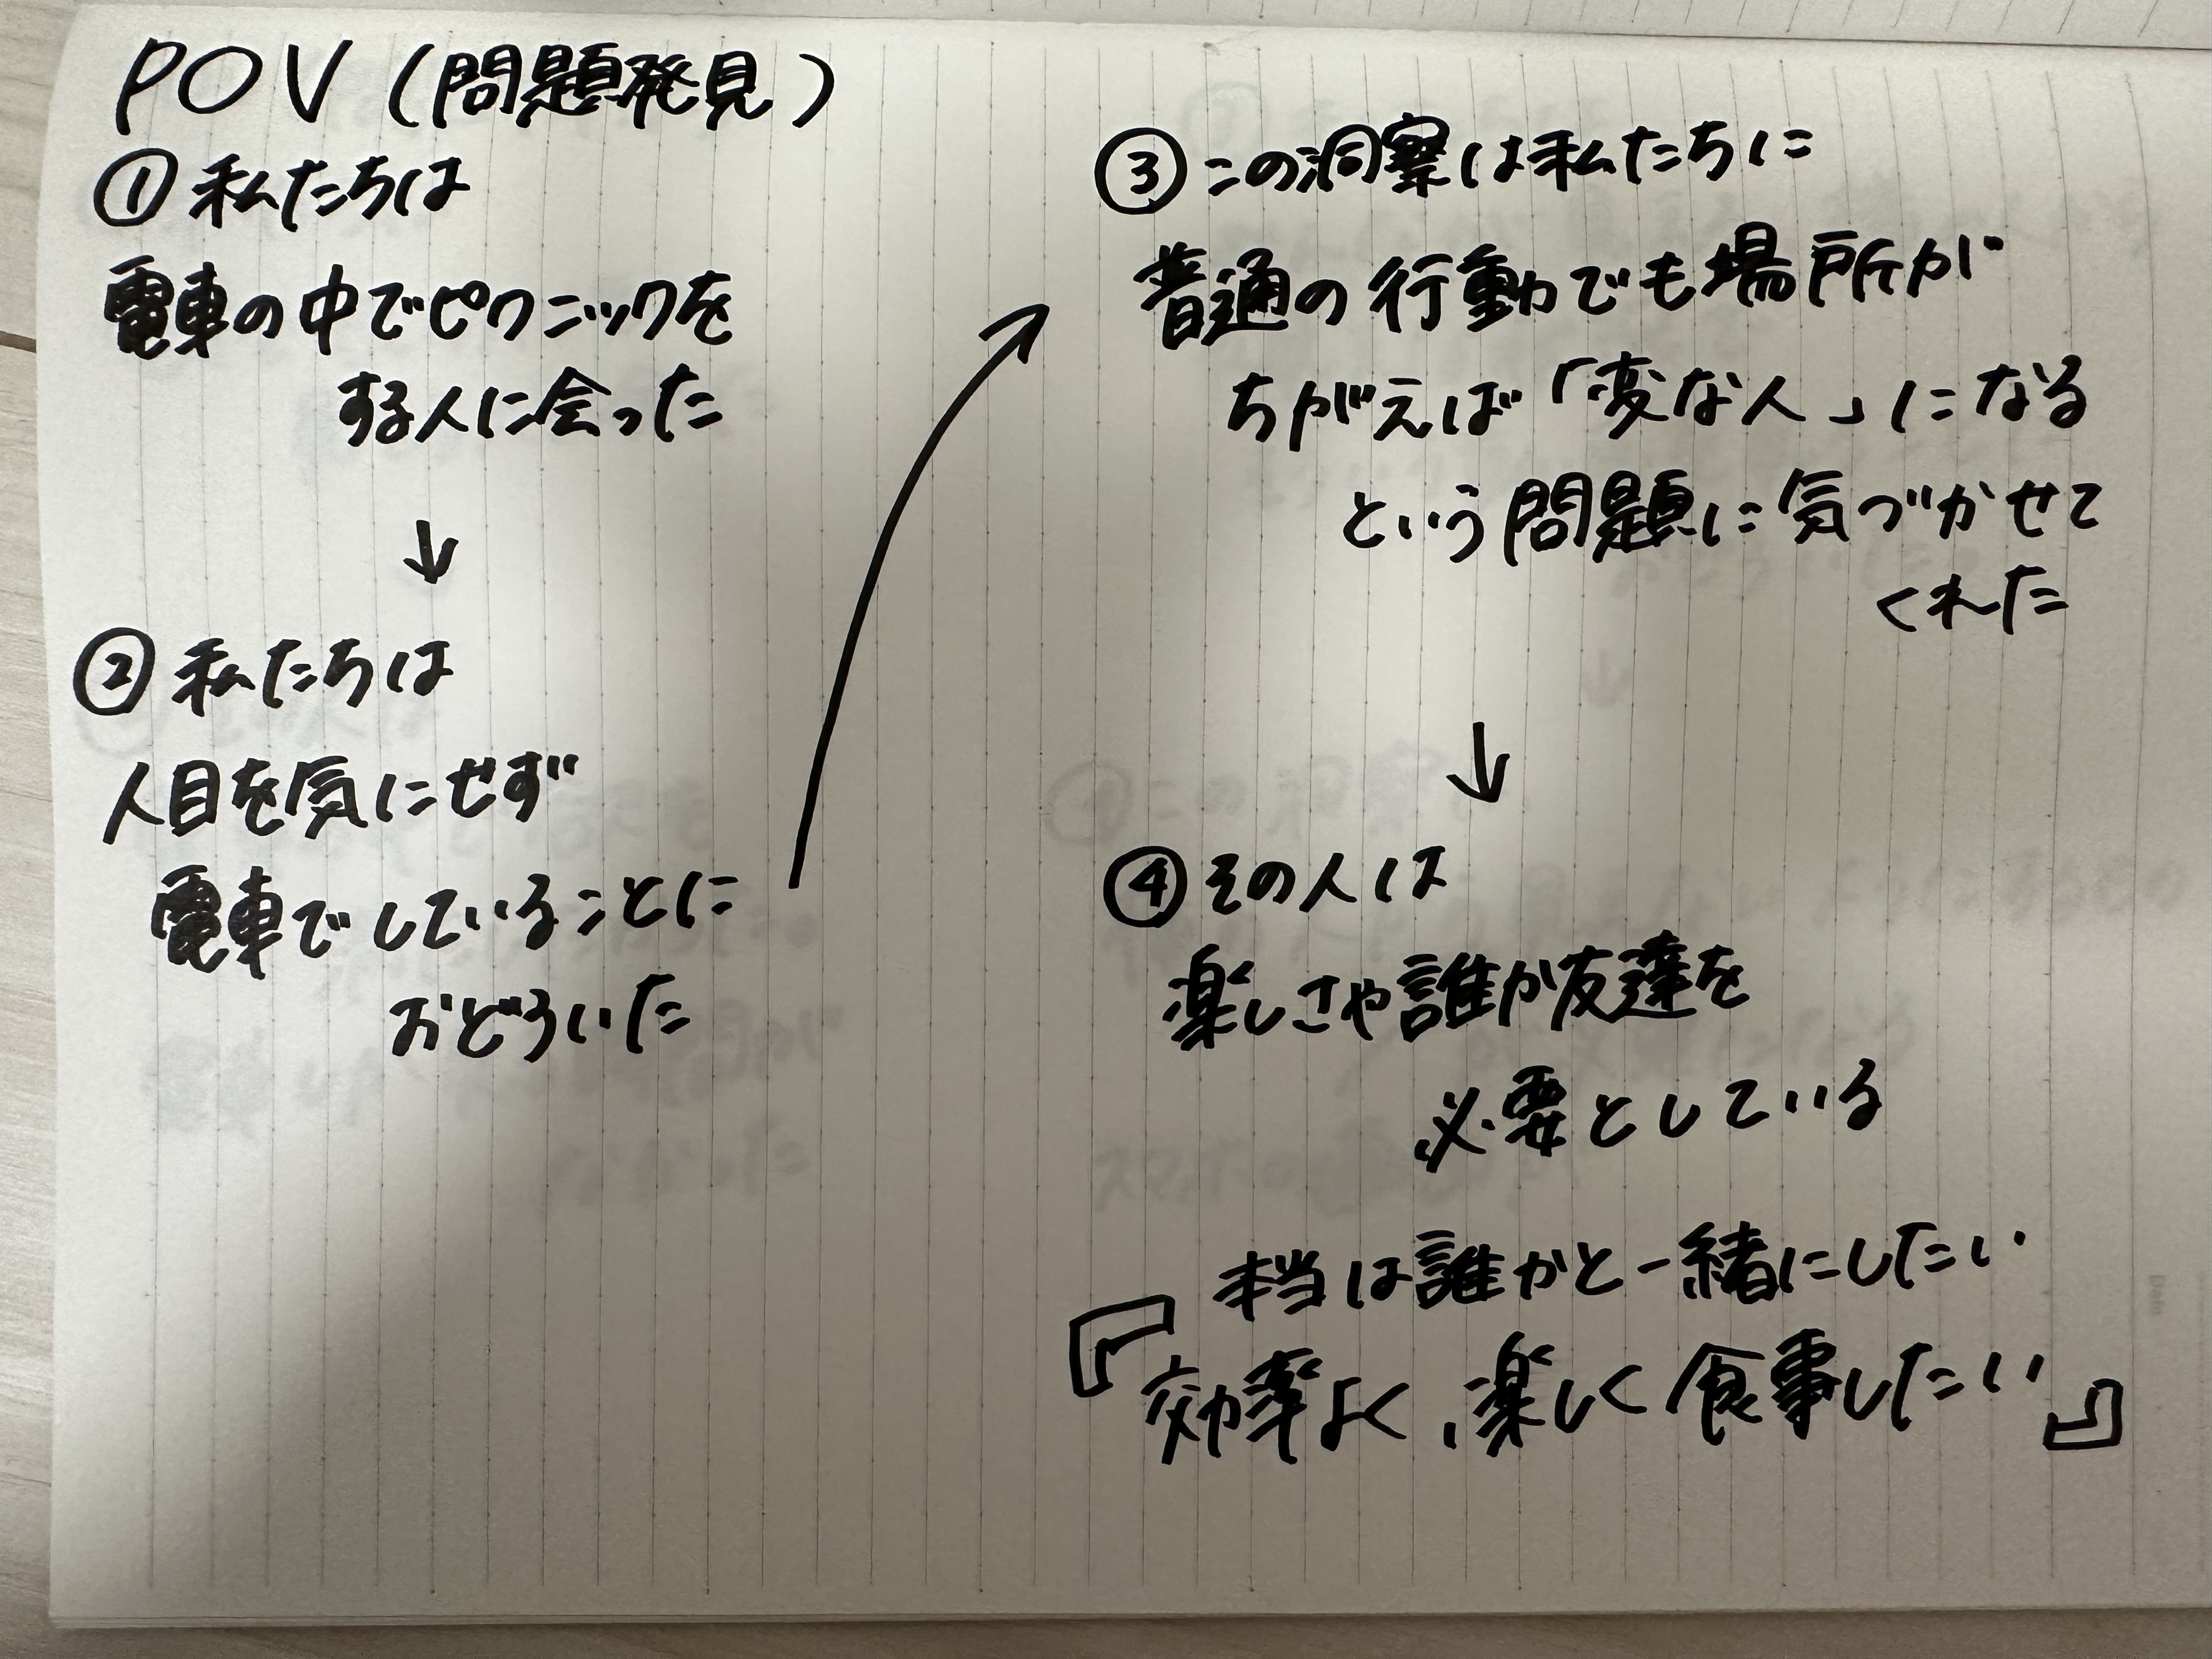 POV(問題発見)
① 私たちは
電車の中でピクニックを
する人に会った
↓
② 私たちは
人目を気にせず
電車でしていることに
おどろいた
③ この洞察は私たちに
普通の行動でも場所が
ちがえば「変な人」になる
という問題に気づかせて
くれた
↓
④ その人は
楽しさや誰か友達を
必要としている
本当は誰かと一緒にしたい
『効率よく、楽しく食事したい』